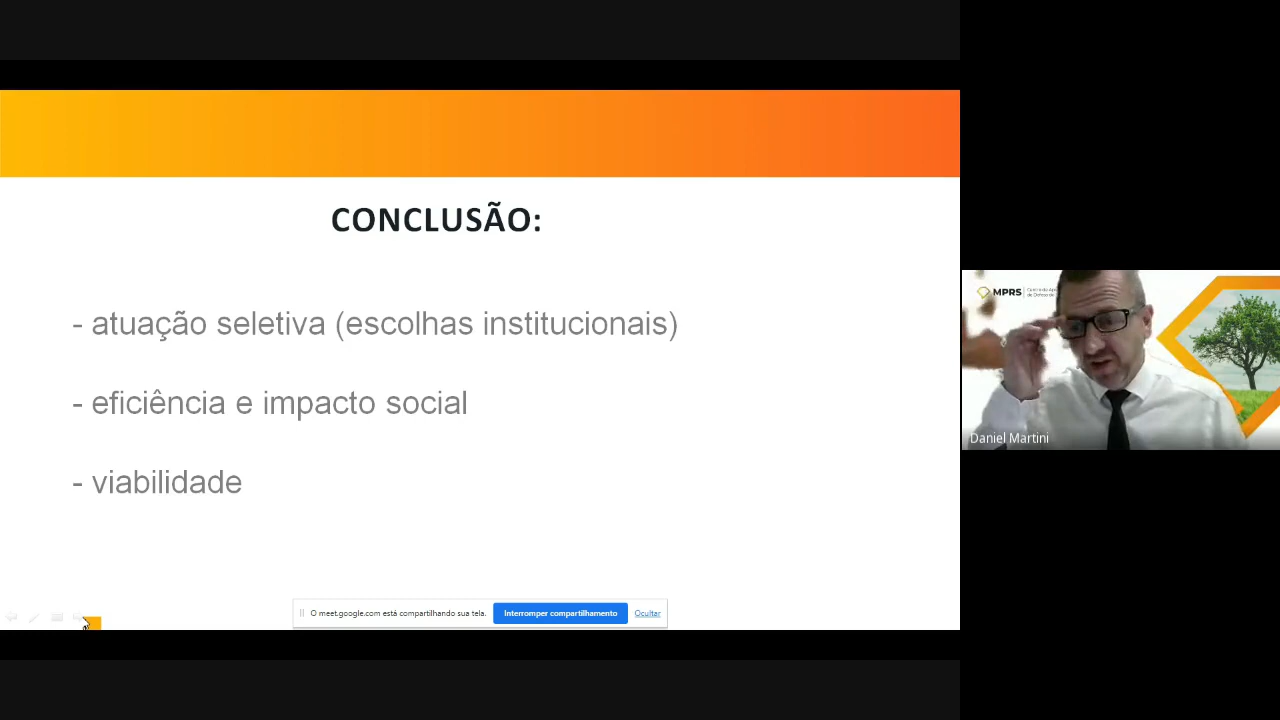 CONCLUSÃO:
- atuação seletiva (escolhas institucionais)
- eficiência e impacto social
- viabilidade
O meet.google.com está compartilhando sua tela.
Interromper compartilhamento
Ocultar
MPRS
Daniel Martini